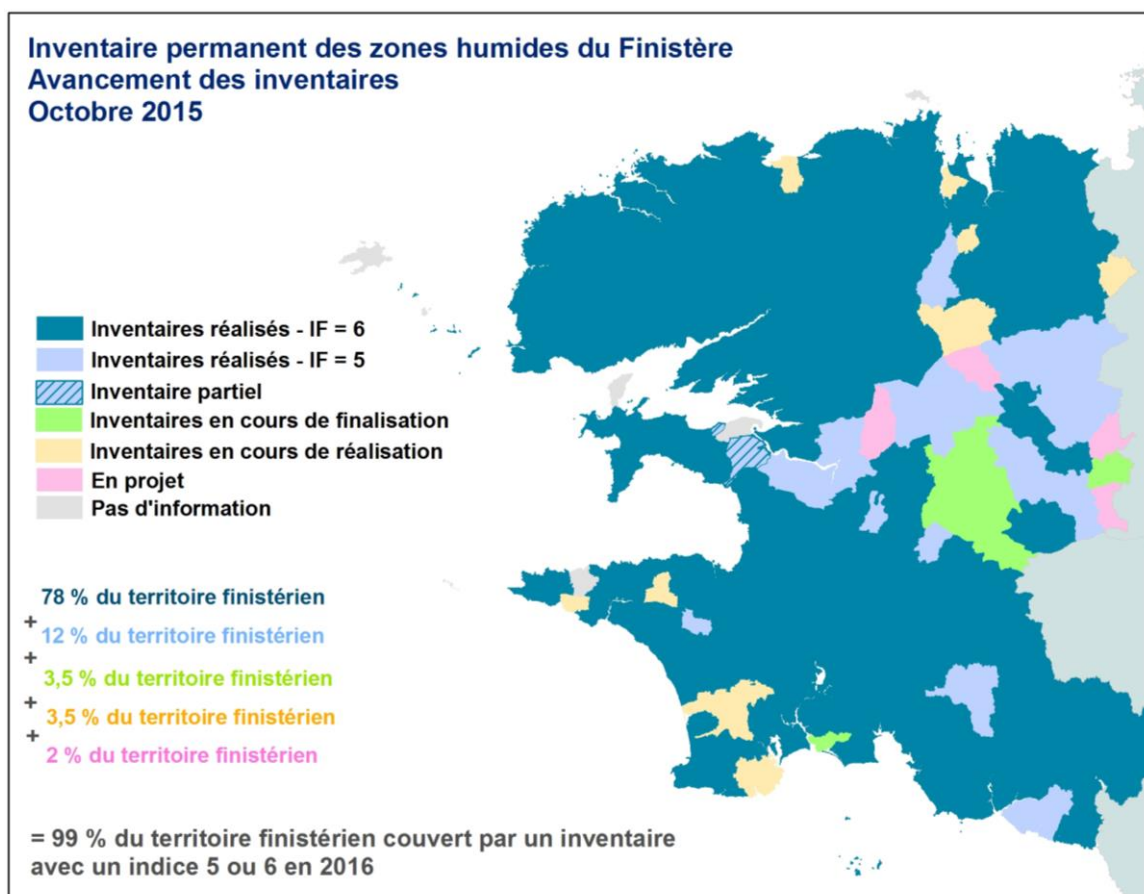 Inventaire permanent des zones humides du Finistère
Avancement des inventaires
Octobre 2015
Inventaires réalisés - IF = 6
Inventaires réalisés - IF = 5
Inventaire partiel
Inventaires en cours de finalisation
Inventaires en cours de réalisation
En projet
Pas d'information
78 % du territoire finistérien
+
12 % du territoire finistérien
+
3,5 % du territoire finistérien
+
3,5 % du territoire finistérien
+
2 % du territoire finistérien
= 99 % du territoire finistérien couvert par un inventaire
avec un indice 5 ou 6 en 2016